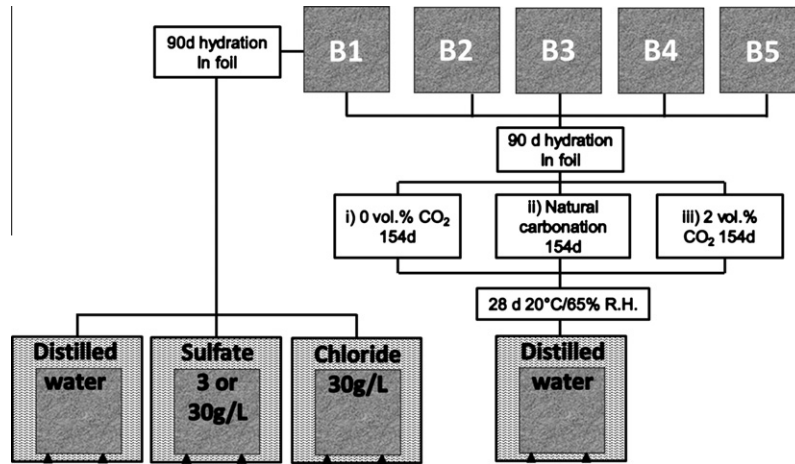 90d hydration
In foil
B1
B2
B3
B4
B5
90 d hydration
In foil
i) 0 vol.% CO₂
154d
ii) Natural
carbonation
154d
iii) 2 vol.%
CO₂ 154d
28 d 20°C/65% R.H.
Distilled
water
Sulfate
3 or
30g/L
Chloride
30g/L
Distilled
water